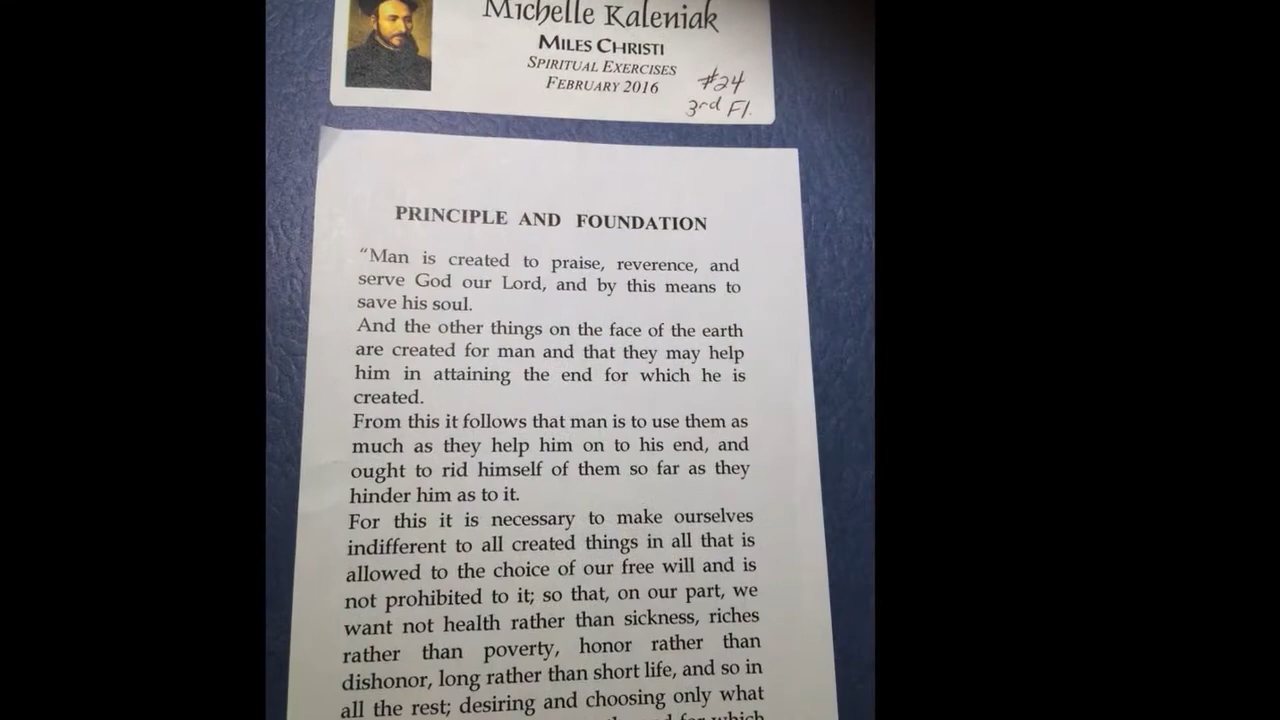 Michelle Kaleniak
MILES CHRISTI
SPIRITUAL EXERCISES
FEBRUARY 2016
#24
3rd Fl.
PRINCIPLE AND FOUNDATION
“Man is created to praise, reverence, and
serve God our Lord, and by this means to
save his soul.
And the other things on the face of the earth
are created for man and that they may help
him in attaining the end for which he is
created.
From this it follows that man is to use them as
much as they help him on to his end, and
ought to rid himself of them so far as they
hinder him as to it.
For this it is necessary to make ourselves
indifferent to all created things in all that is
allowed to the choice of our free will and is
not prohibited to it; so that, on our part, we
want not health rather than sickness, riches
rather than poverty, honor rather than
dishonor, long rather than short life, and so in
all the rest; desiring and choosing only what
for which